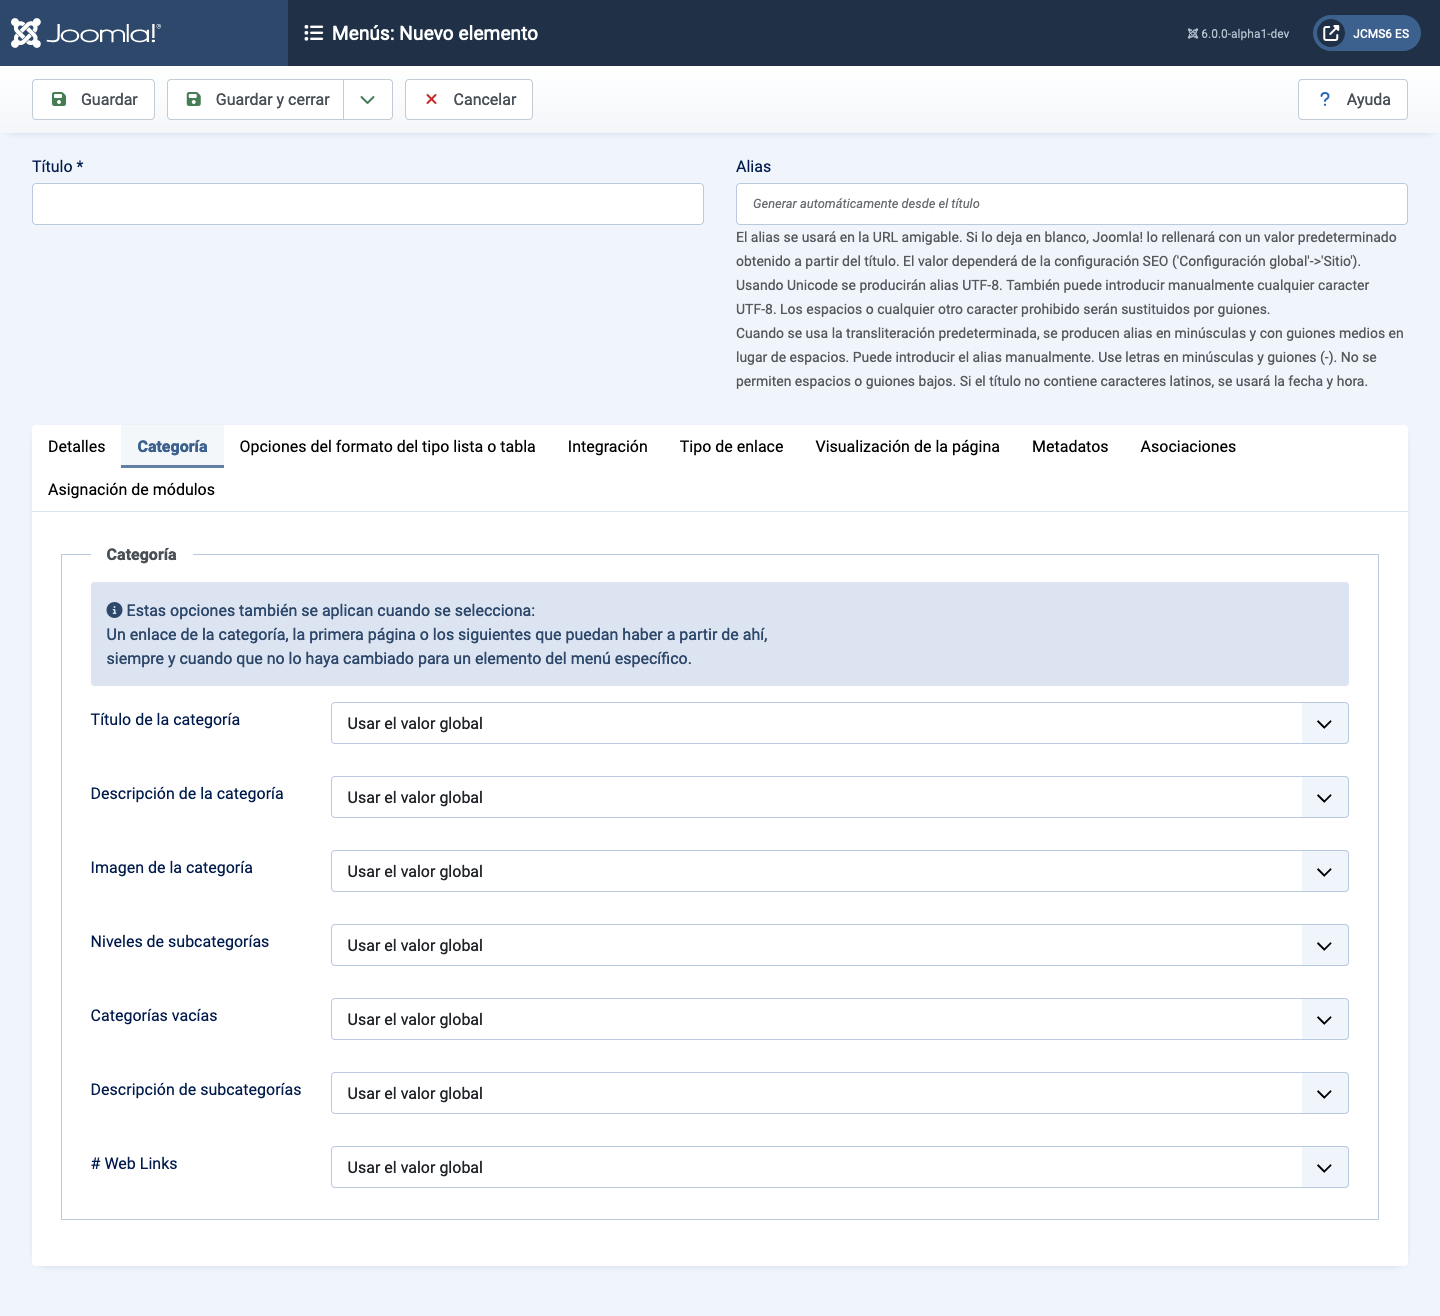 Joomla!®
Menús: Nuevo elemento
6.0.0-alpha1-dev
JCMS6 ES
Guardar
Guardar y cerrar
Cancelar
? Ayuda
Título *
Alias
Generar automáticamente desde el título
El alias se usará en la URL amigable. Si lo deja en blanco, Joomla! lo rellenará con un valor predeterminado
obtenido a partir del título. El valor dependerá de la configuración SEO ('Configuración global'->'Sitio').
Usando Unicode se producirán alias UTF-8. También puede introducir manualmente cualquier caracter
UTF-8. Los espacios o cualquier otro caracter prohibido serán sustituidos por guiones.
Cuando se usa la transliteración predeterminada, se producen alias en minúsculas y con guiones medios en
lugar de espacios. Puede introducir el alias manualmente. Use letras en minúsculas y guiones (-). No se
permiten espacios o guiones bajos. Si el título no contiene caracteres latinos, se usará la fecha y hora.
Detalles
Categoría
Opciones del formato del tipo lista o tabla
Integración
Tipo de enlace
Visualización de la página
Metadatos
Asociaciones
Asignación de módulos
Categoría
Estas opciones también se aplican cuando se selecciona:
Un enlace de la categoría, la primera página o los siguientes que puedan haber a partir de ahí,
siempre y cuando que no lo haya cambiado para un elemento del menú específico.
Título de la categoría
Usar el valor global
Descripción de la categoría
Usar el valor global
Imagen de la categoría
Usar el valor global
Niveles de subcategorías
Usar el valor global
Categorías vacías
Usar el valor global
Descripción de subcategorías
Usar el valor global
# Web Links
Usar el valor global